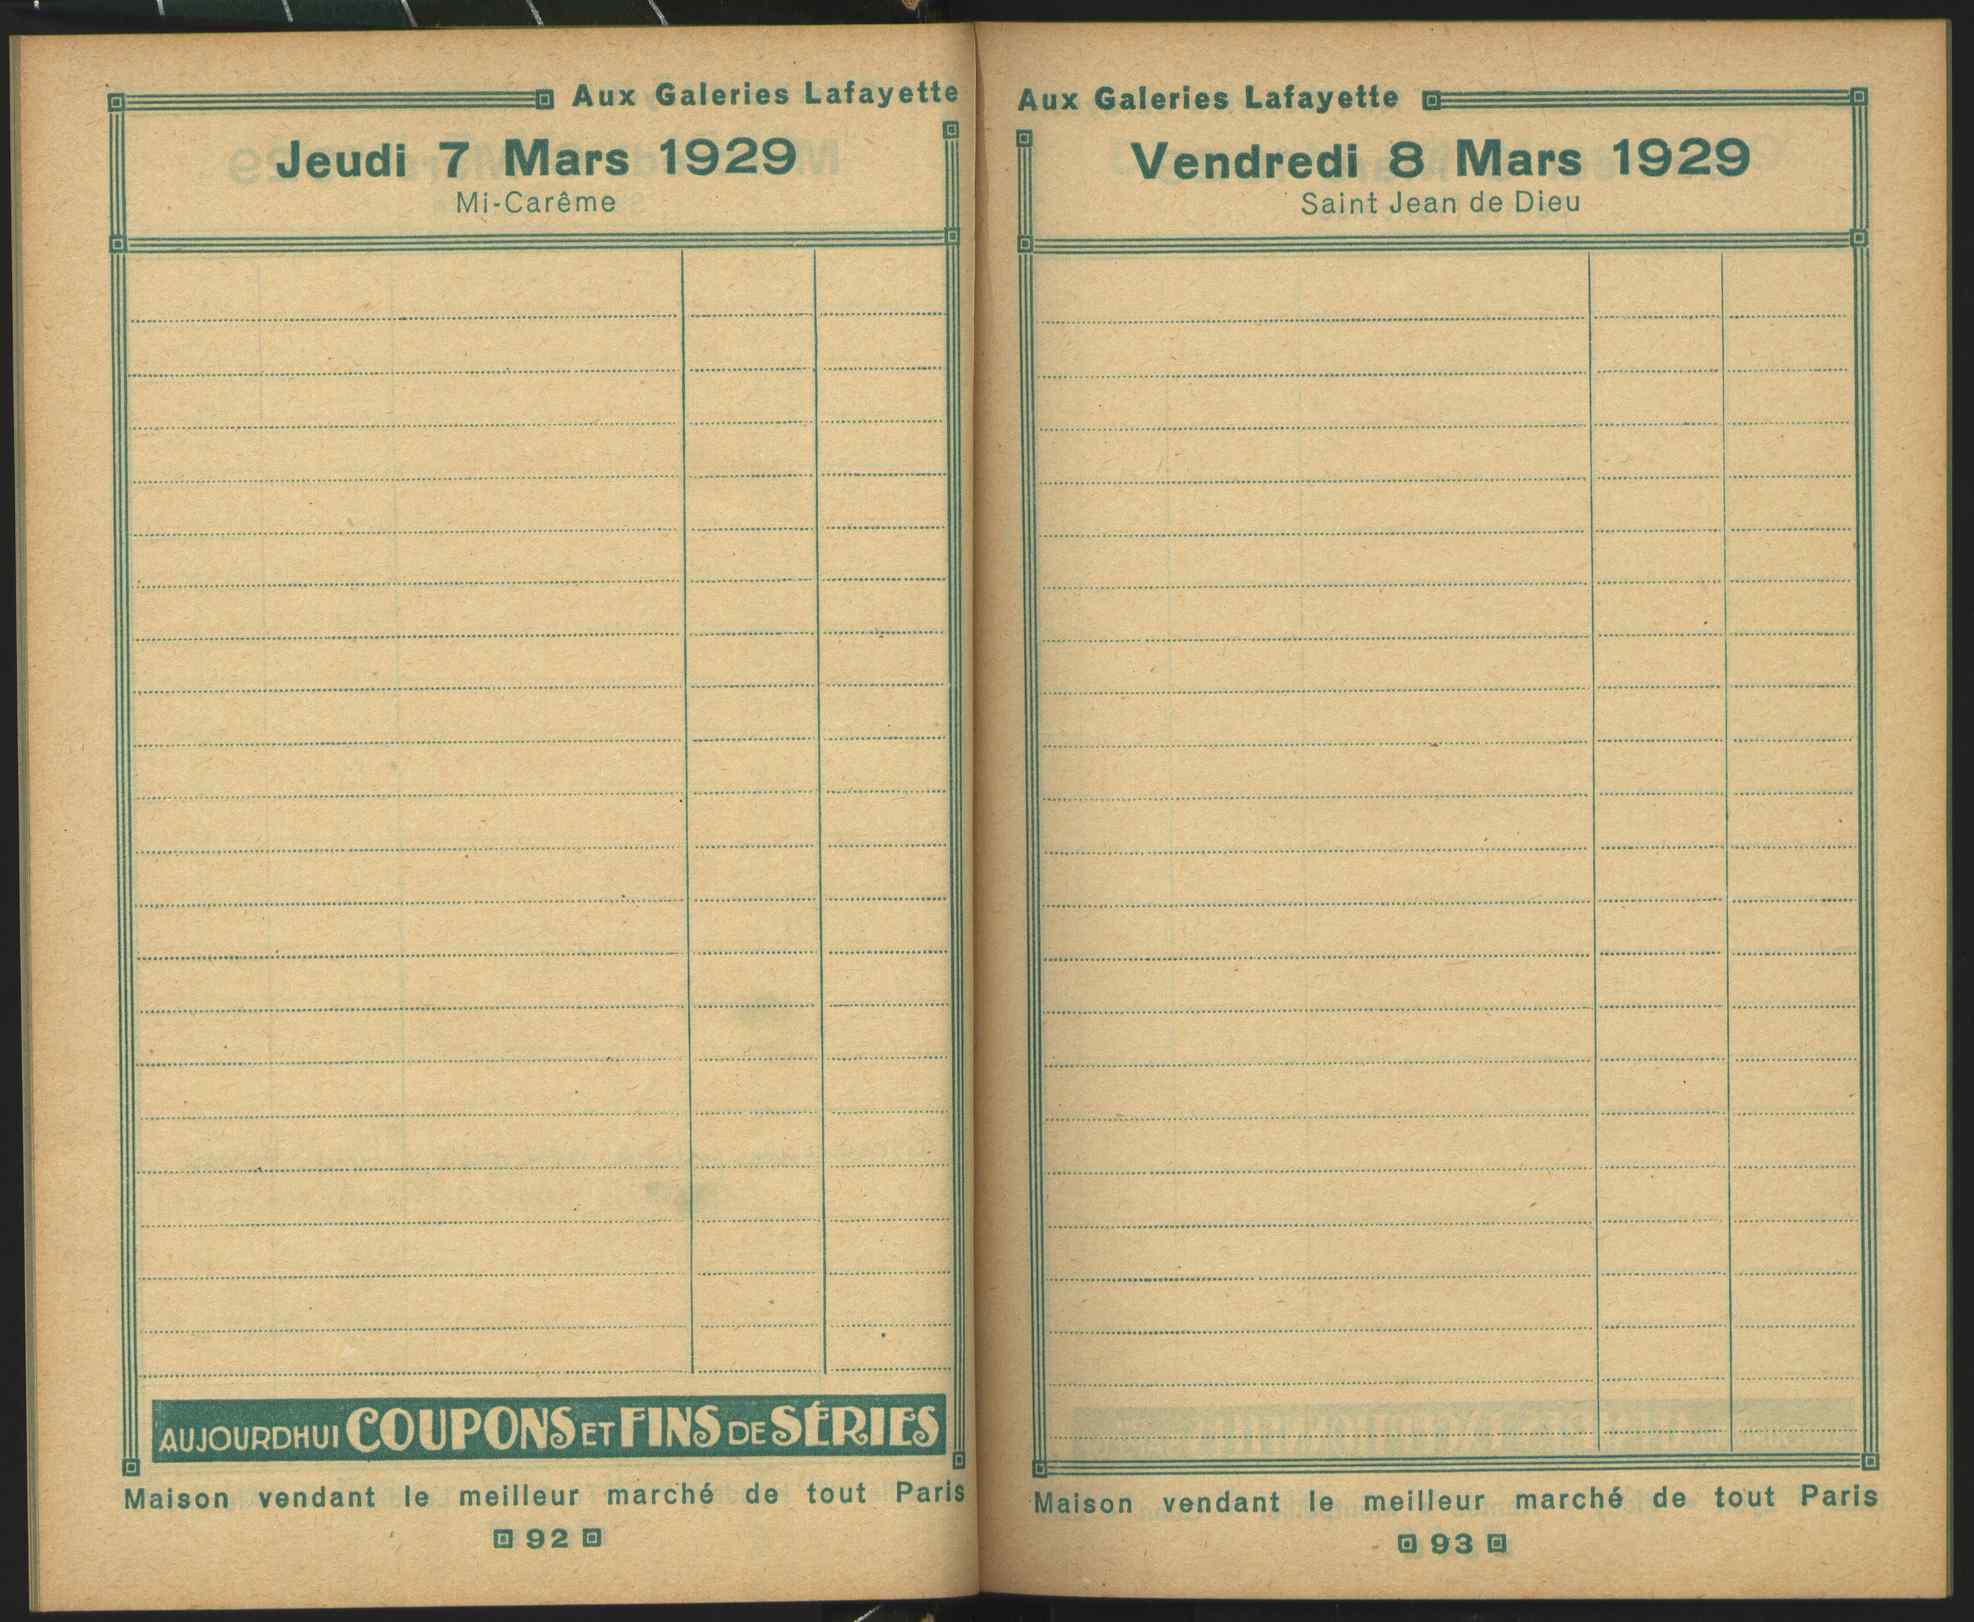 Aux Galeries Lafayette
Jeudi 7 Mars 1929
Mi-Carême
AUJOURDHUI COUPONS ET FINS DE SÉRIES
Maison vendant le meilleur marché de tout Paris
92
Aux Galeries Lafayette
Vendredi 8 Mars 1929
Saint Jean de Dieu
Maison vendant le meilleur marché de tout Paris
93